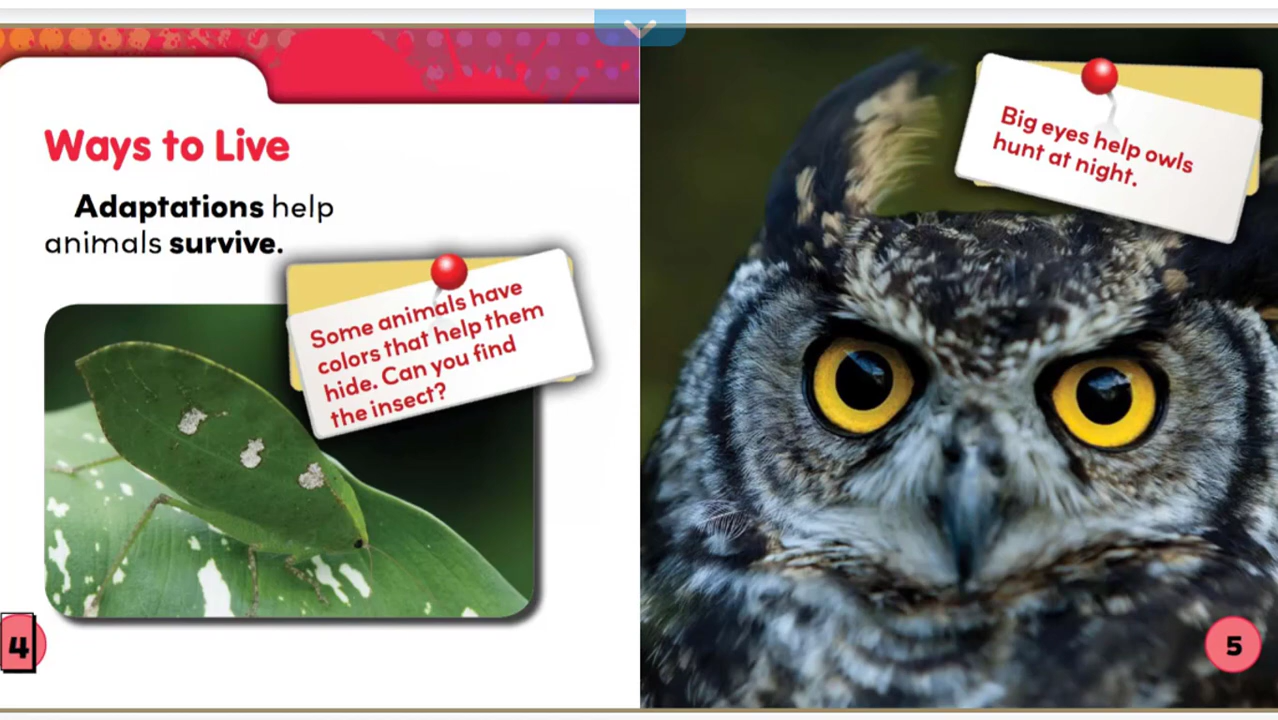 Ways to Live
Adaptations help
animals survive.
Some animals have
colors that help them
hide. Can you find
the insect?
4
Big eyes help owls
hunt at night.
5